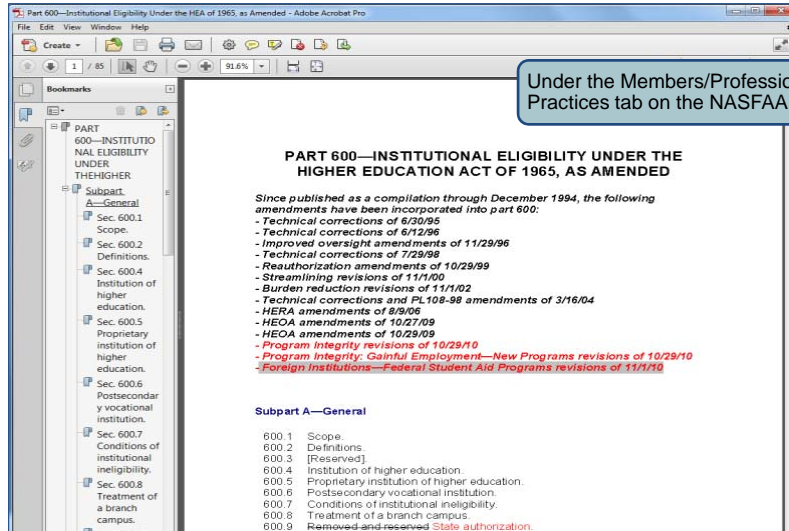 Part 600—Institutional Eligibility Under the HEA of 1965, as Amended - Adobe Acrobat Pro
File Edit View Window Help
Create
1 / 85 91.6%
Under the Members/Professio
Practices tab on the NASFAA
Bookmarks
PART
600—INSTITUTIO
NAL ELIGIBILITY
UNDER
THEHIGHER
Subpart
A—General
Sec. 600.1
Scope.
Sec. 600.2
Definitions.
Sec. 600.4
Institution of
higher
education.
Sec. 600.5
Proprietary
institution of
higher
education.
Sec. 600.6
Postsecondar
y vocational
institution.
Sec. 600.7
Conditions of
institutional
ineligibility.
Sec. 600.8
Treatment of
a branch
campus.
PART 600—INSTITUTIONAL ELIGIBILITY UNDER THE
HIGHER EDUCATION ACT OF 1965, AS AMENDED
Since published as a compilation through December 1994, the following
amendments have been incorporated into part 600:
- Technical corrections of 6/30/95
- Technical corrections of 6/12/96
- Improved oversight amendments of 11/29/96
- Technical corrections of 7/29/98
- Reauthorization amendments of 10/29/99
- Streamlining revisions of 11/1/00
- Burden reduction revisions of 11/1/02
- Technical corrections and PL108-98 amendments of 3/16/04
- HERA amendments of 8/9/06
- HEOA amendments of 10/27/09
- HEOA amendments of 10/29/09
- Program Integrity revisions of 10/29/10
- Program Integrity: Gainful Employment—New Programs revisions of 10/29/10
- Foreign Institutions—Federal Student Aid Programs revisions of 11/1/10
Subpart A—General
600.1 Scope.
600.2 Definitions.
600.3 [Reserved].
600.4 Institution of higher education.
600.5 Proprietary institution of higher education.
600.6 Postsecondary vocational institution.
600.7 Conditions of institutional ineligibility.
600.8 Treatment of a branch campus.
600.9 Removed and reserved State authorization.